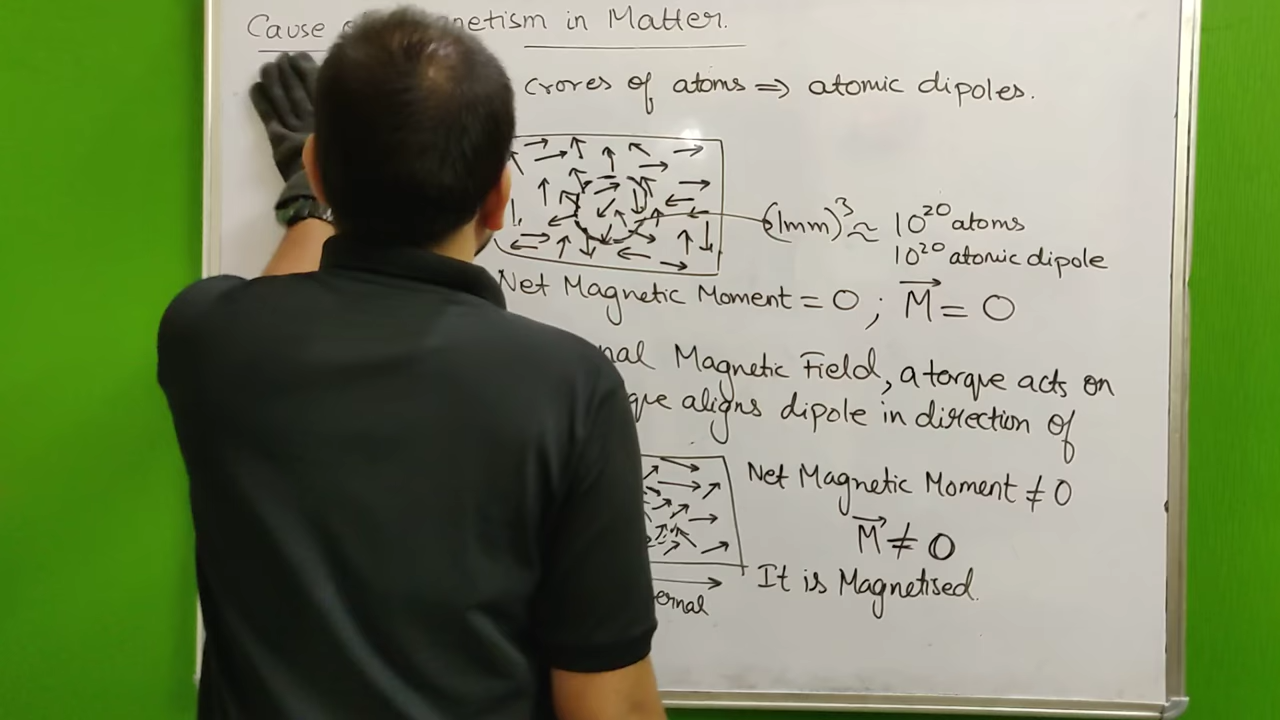 Cause netism in Matter.
crores of atoms ⇒ atomic dipoles.
(1mm)³ ≈ 10²⁰ atoms
10²⁰ atomic dipole
Net Magnetic Moment = 0 ; M⃗ = 0
nal Magnetic Field, a torque acts on
que aligns dipole in direction of
Net Magnetic Moment ≠ 0
M⃗ ≠ 0
It is Magnetised.
ernal